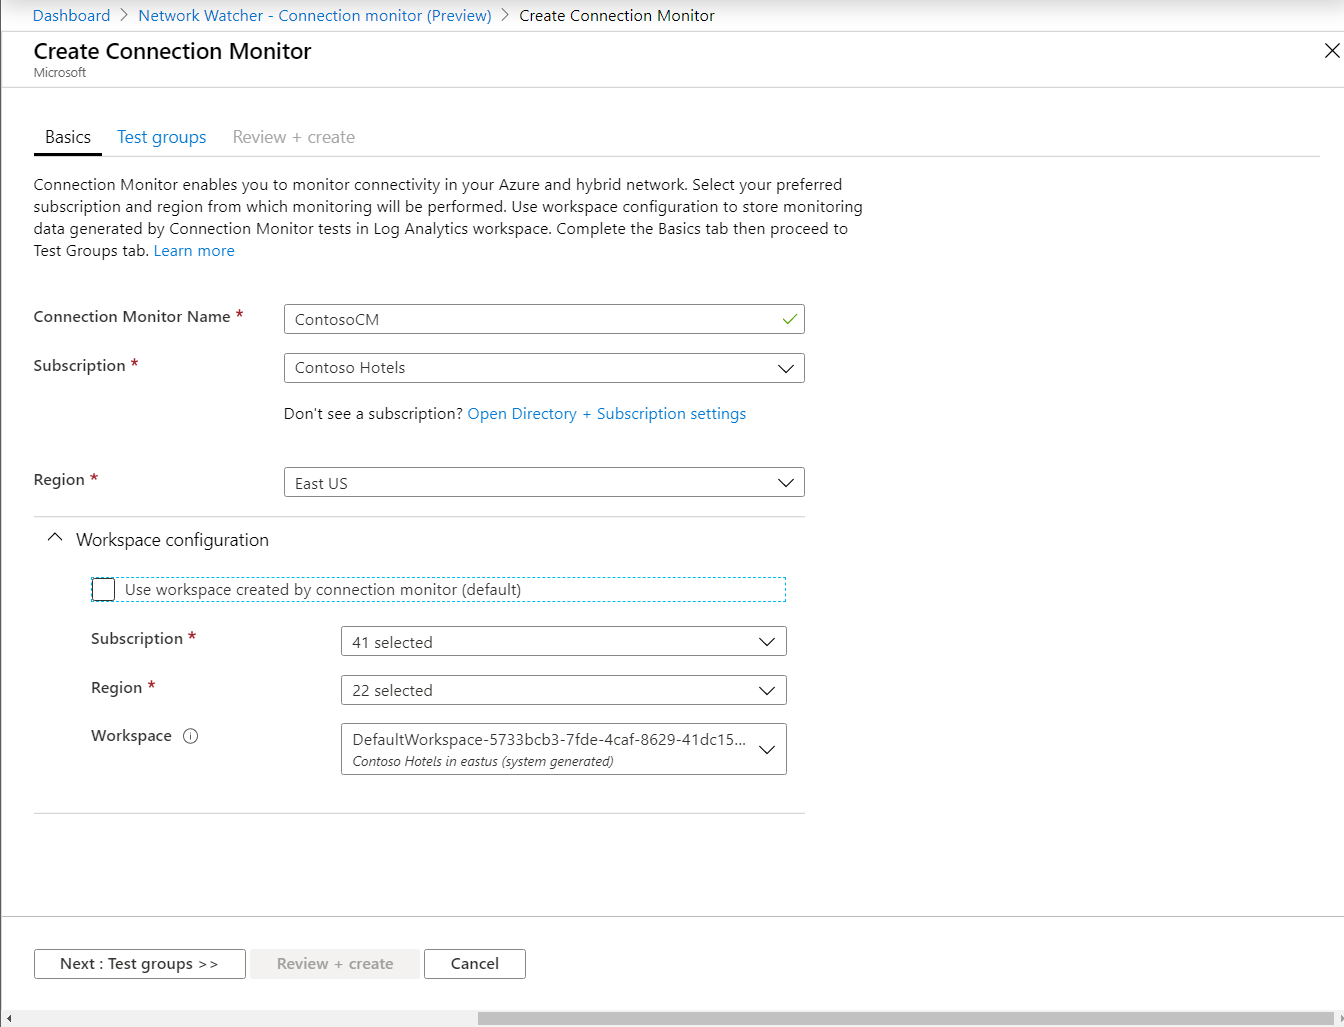 Dashboard > Network Watcher - Connection monitor (Preview) > Create Connection Monitor
Create Connection Monitor
Microsoft
Basics Test groups Review + create
Connection Monitor enables you to monitor connectivity in your Azure and hybrid network. Select your preferred
subscription and region from which monitoring will be performed. Use workspace configuration to store monitoring
data generated by Connection Monitor tests in Log Analytics workspace. Complete the Basics tab then proceed to
Test Groups tab. Learn more
Connection Monitor Name * ContosoCM
Subscription * Contoso Hotels
Don't see a subscription? Open Directory + Subscription settings
Region * East US
Workspace configuration
Use workspace created by connection monitor (default)
Subscription * 41 selected
Region * 22 selected
Workspace DefaultWorkspace-5733bcb3-7fde-4caf-8629-41dc15...
Contoso Hotels in eastus (system generated)
Next : Test groups >> Review + create Cancel